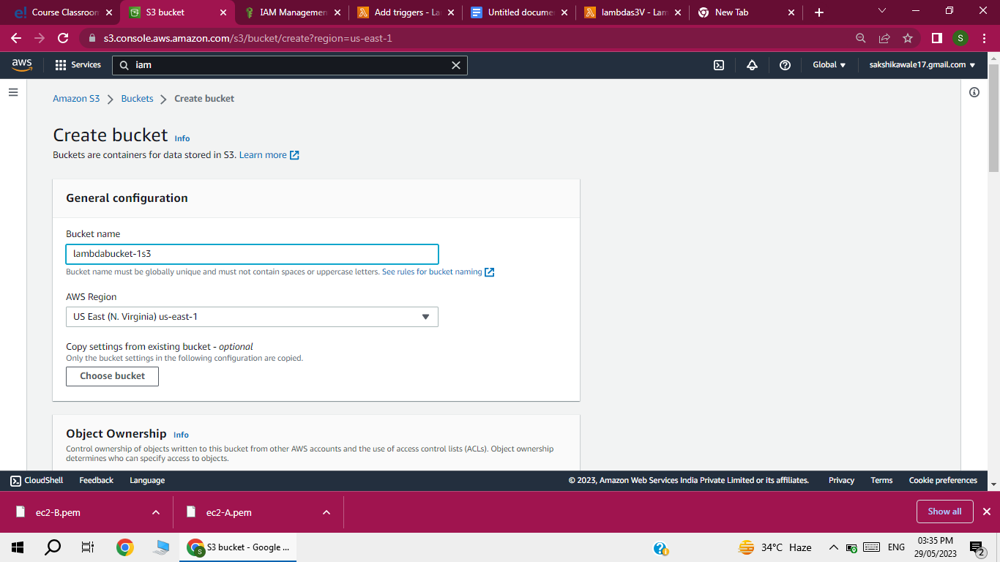 Course Classroon
S3 bucket
IAM Managemen
Add triggers - La
Untitled docume
lambdas3V - Lam
New Tab
s3.console.aws.amazon.com/s3/bucket/create?region=us-east-1
S
aws
Services
iam
Global
sakshikawale17.gmail.com
Amazon S3
Buckets
Create bucket
Create bucket Info
Buckets are containers for data stored in S3. Learn more
General configuration
Bucket name
lambdabucket-1s3
Bucket name must be globally unique and must not contain spaces or uppercase letters. See rules for bucket naming
AWS Region
US East (N. Virginia) us-east-1
Copy settings from existing bucket - optional
Only the bucket settings in the following configuration are copied.
Choose bucket
Object Ownership Info
Control ownership of objects written to this bucket from other AWS accounts and the use of access control lists (ACLs). Object ownership
determines who can specify access to objects.
CloudShell
Feedback
Language
© 2023, Amazon Web Services India Private Limited or its affiliates.
Privacy
Terms
Cookie preferences
ec2-B.pem
ec2-A.pem
Show all
S3 bucket - Google ...
34°C Haze
ENG
03:35 PM
29/05/2023
2